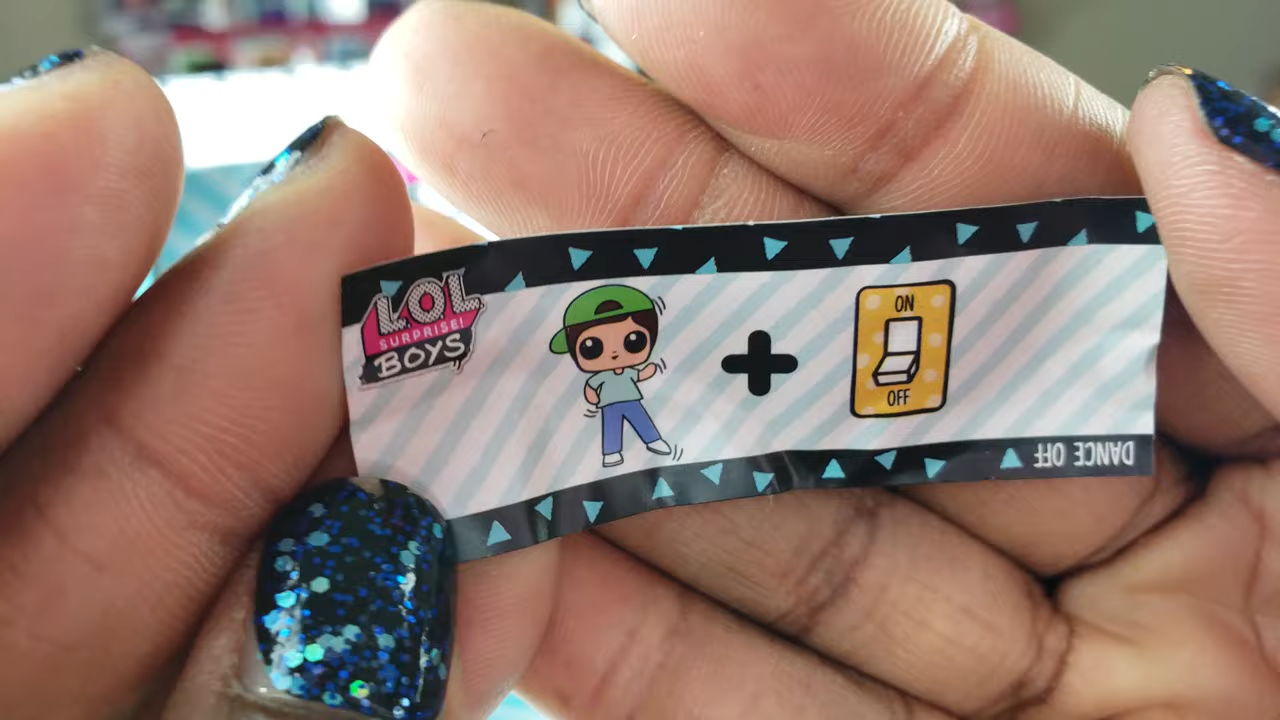 L.O.L
SURPRISE!
BOYS
ON
OFF
DANCE OFF